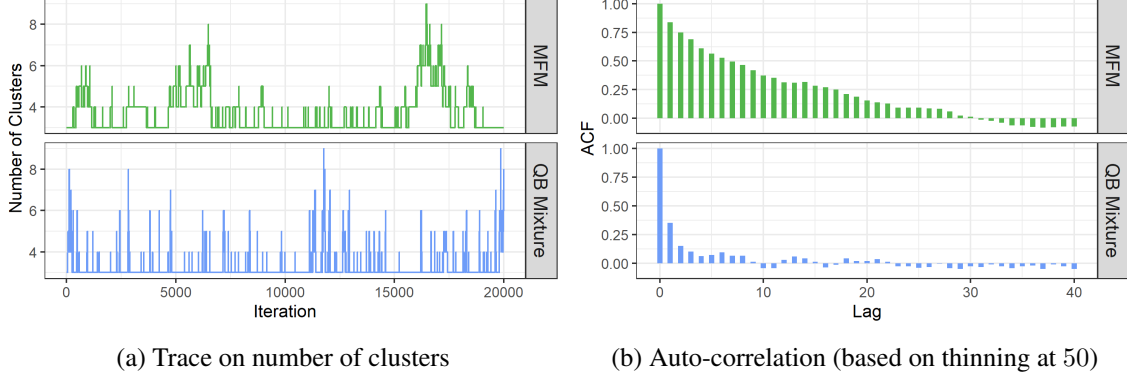 Number of Clusters
8
6
4
MFM
8
6
4
QB Mixture
0
5000
10000
15000
20000
Iteration
(a) Trace on number of clusters
ACF
1.00
0.75
0.50
0.25
0.00
MFM
1.00
0.75
0.50
0.25
0.00
QB Mixture
0
10
20
30
40
Lag
(b) Auto-correlation (based on thinning at 50)